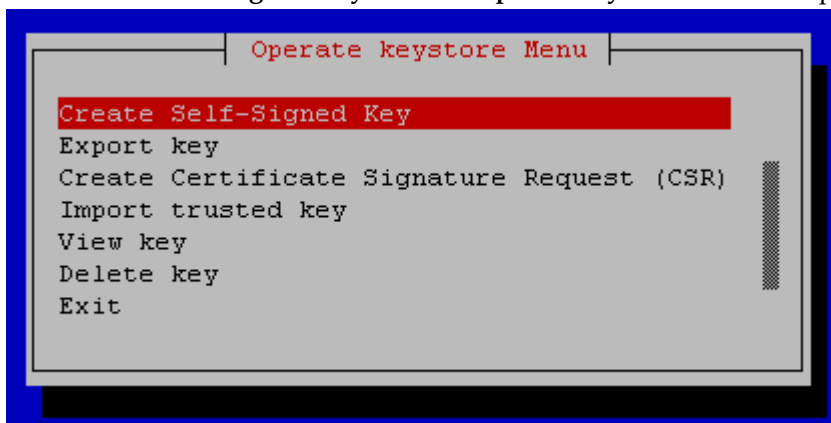 Operate keystore Menu
Create Self-Signed Key
Export key
Create Certificate Signature Request (CSR)
Import trusted key
View key
Delete key
Exit